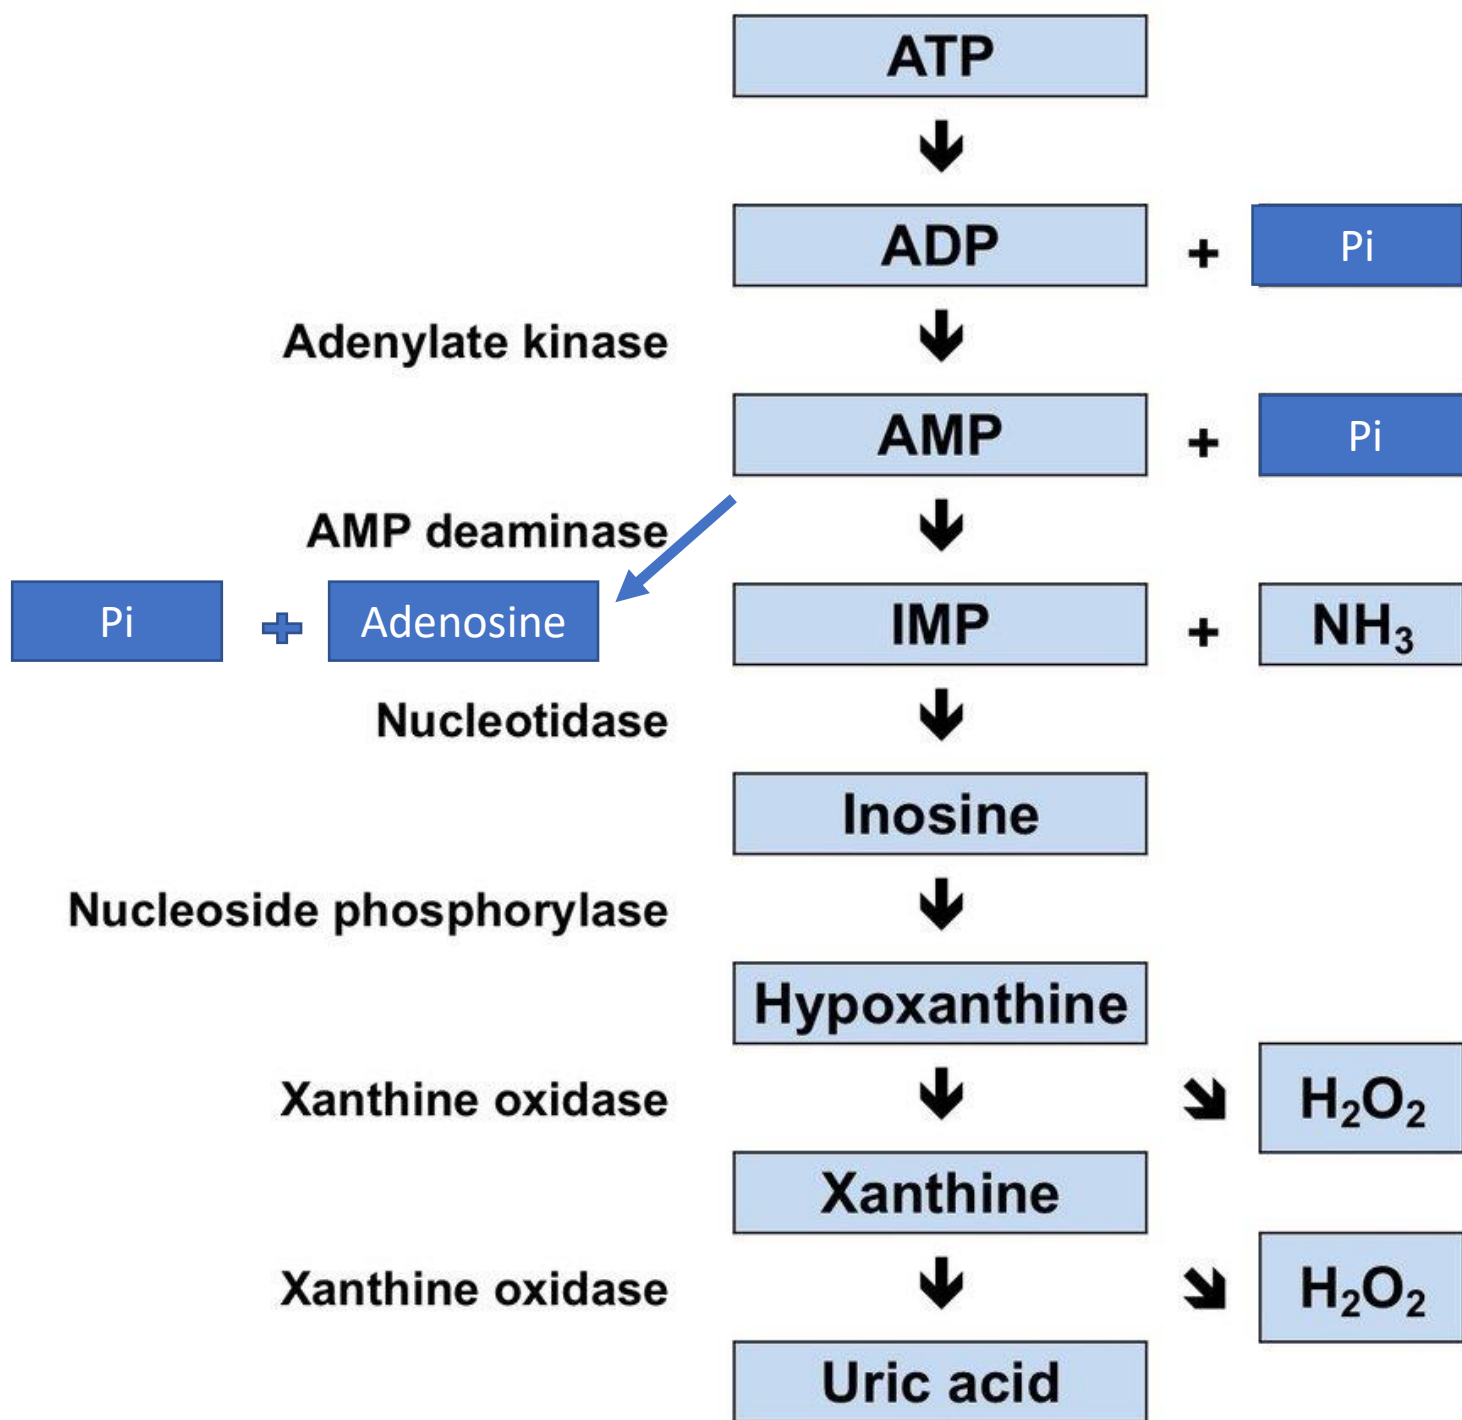 ATP
ADP + Pi
Adenylate kinase
AMP + Pi
AMP deaminase
Pi + Adenosine
IMP + NH₃
Nucleotidase
Inosine
Nucleoside phosphorylase
Hypoxanthine
Xanthine oxidase
H₂O₂
Xanthine
Xanthine oxidase
H₂O₂
Uric acid